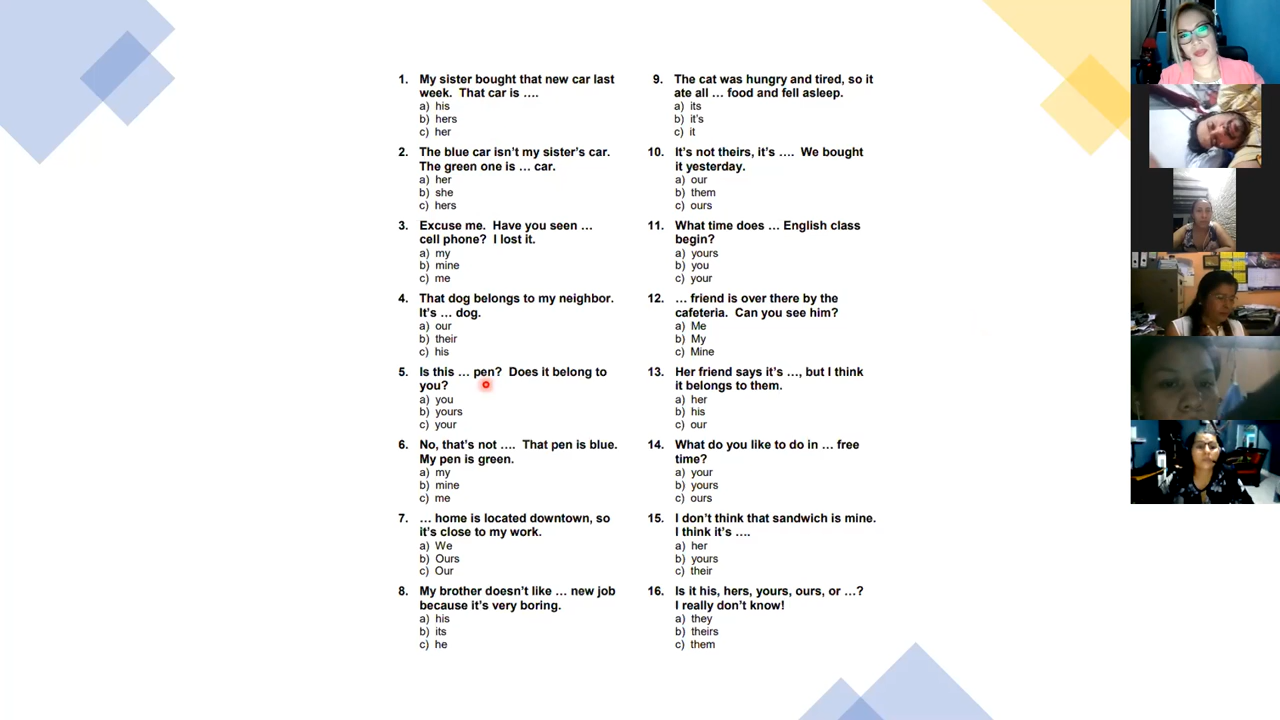 1. My sister bought that new car last
week. That car is ….
a) his
b) hers
c) her
2. The blue car isn't my sister's car.
The green one is … car.
a) her
b) she
c) hers
3. Excuse me. Have you seen …
cell phone? I lost it.
a) my
b) mine
c) me
4. That dog belongs to my neighbor.
It's … dog.
a) our
b) their
c) his
5. Is this … pen? Does it belong to
you?
a) you
b) yours
c) your
6. No, that's not …. That pen is blue.
My pen is green.
a) my
b) mine
c) me
7. … home is located downtown, so
it's close to my work.
a) We
b) Ours
c) Our
8. My brother doesn't like … new job
because it's very boring.
a) his
b) its
c) he
9. The cat was hungry and tired, so it
ate all … food and fell asleep.
a) its
b) it's
c) it
10. It's not theirs, it's …. We bought
it yesterday.
a) our
b) them
c) ours
11. What time does … English class
begin?
a) yours
b) you
c) your
12. … friend is over there by the
cafeteria. Can you see him?
a) Me
b) My
c) Mine
13. Her friend says it's …, but I think
it belongs to them.
a) her
b) his
c) our
14. What do you like to do in … free
time?
a) your
b) yours
c) ours
15. I don't think that sandwich is mine.
I think it's ….
a) her
b) yours
c) their
16. Is it his, hers, yours, ours, or …?
I really don't know!
a) they
b) theirs
c) them